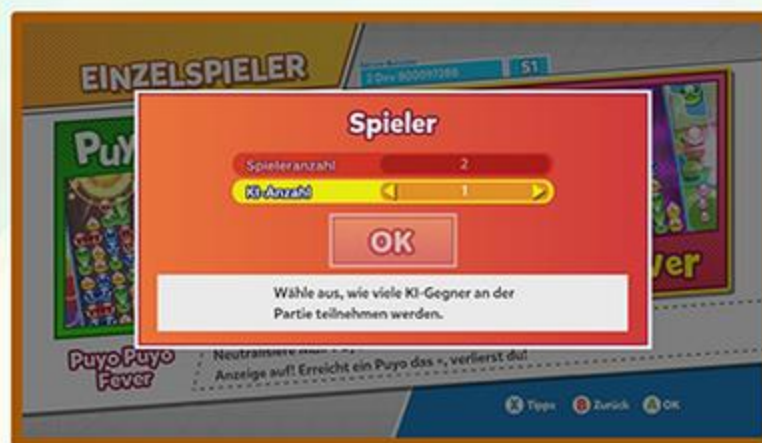 EINZELSPIELER
S1
Spieler
Spieleranzahl 2
KI-Anzahl 1
OK
Wähle aus, wie viele KI-Gegner an der
Partie teilnehmen werden.
Puyo Puyo
Fever
Neutralisiere
Anzeige auf! Erreicht ein Puyo das ×, verlierst du!
X Tipps B Zurück A OK